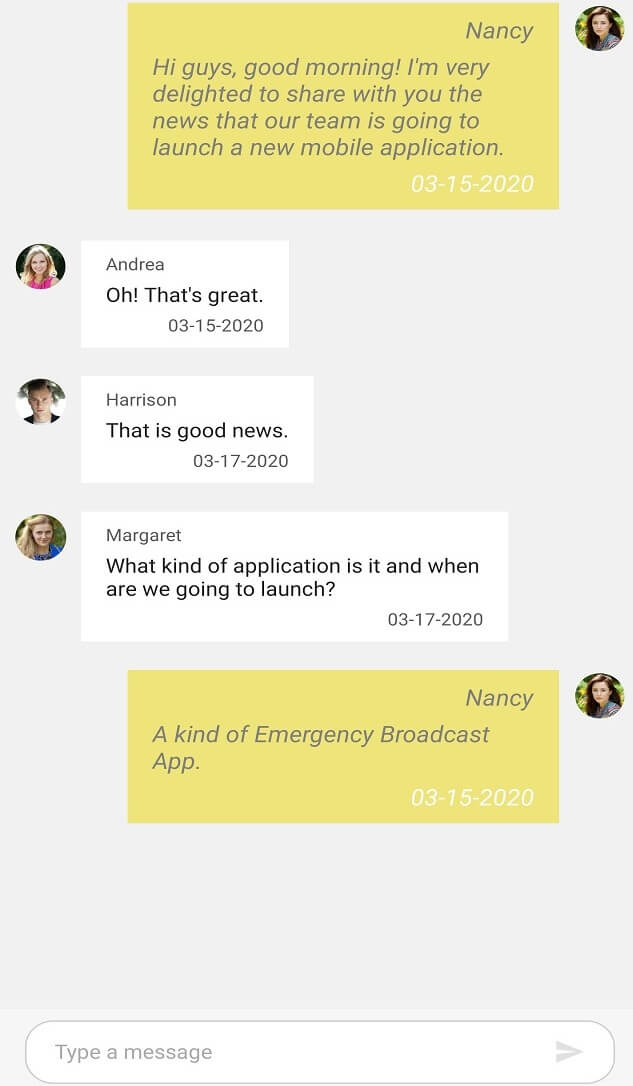 Nancy
Hi guys, good morning! I'm very
delighted to share with you the
news that our team is going to
launch a new mobile application.
03-15-2020
Andrea
Oh! That's great.
03-15-2020
Harrison
That is good news.
03-17-2020
Margaret
What kind of application is it and when
are we going to launch?
03-17-2020
Nancy
A kind of Emergency Broadcast
App.
03-15-2020
Type a message